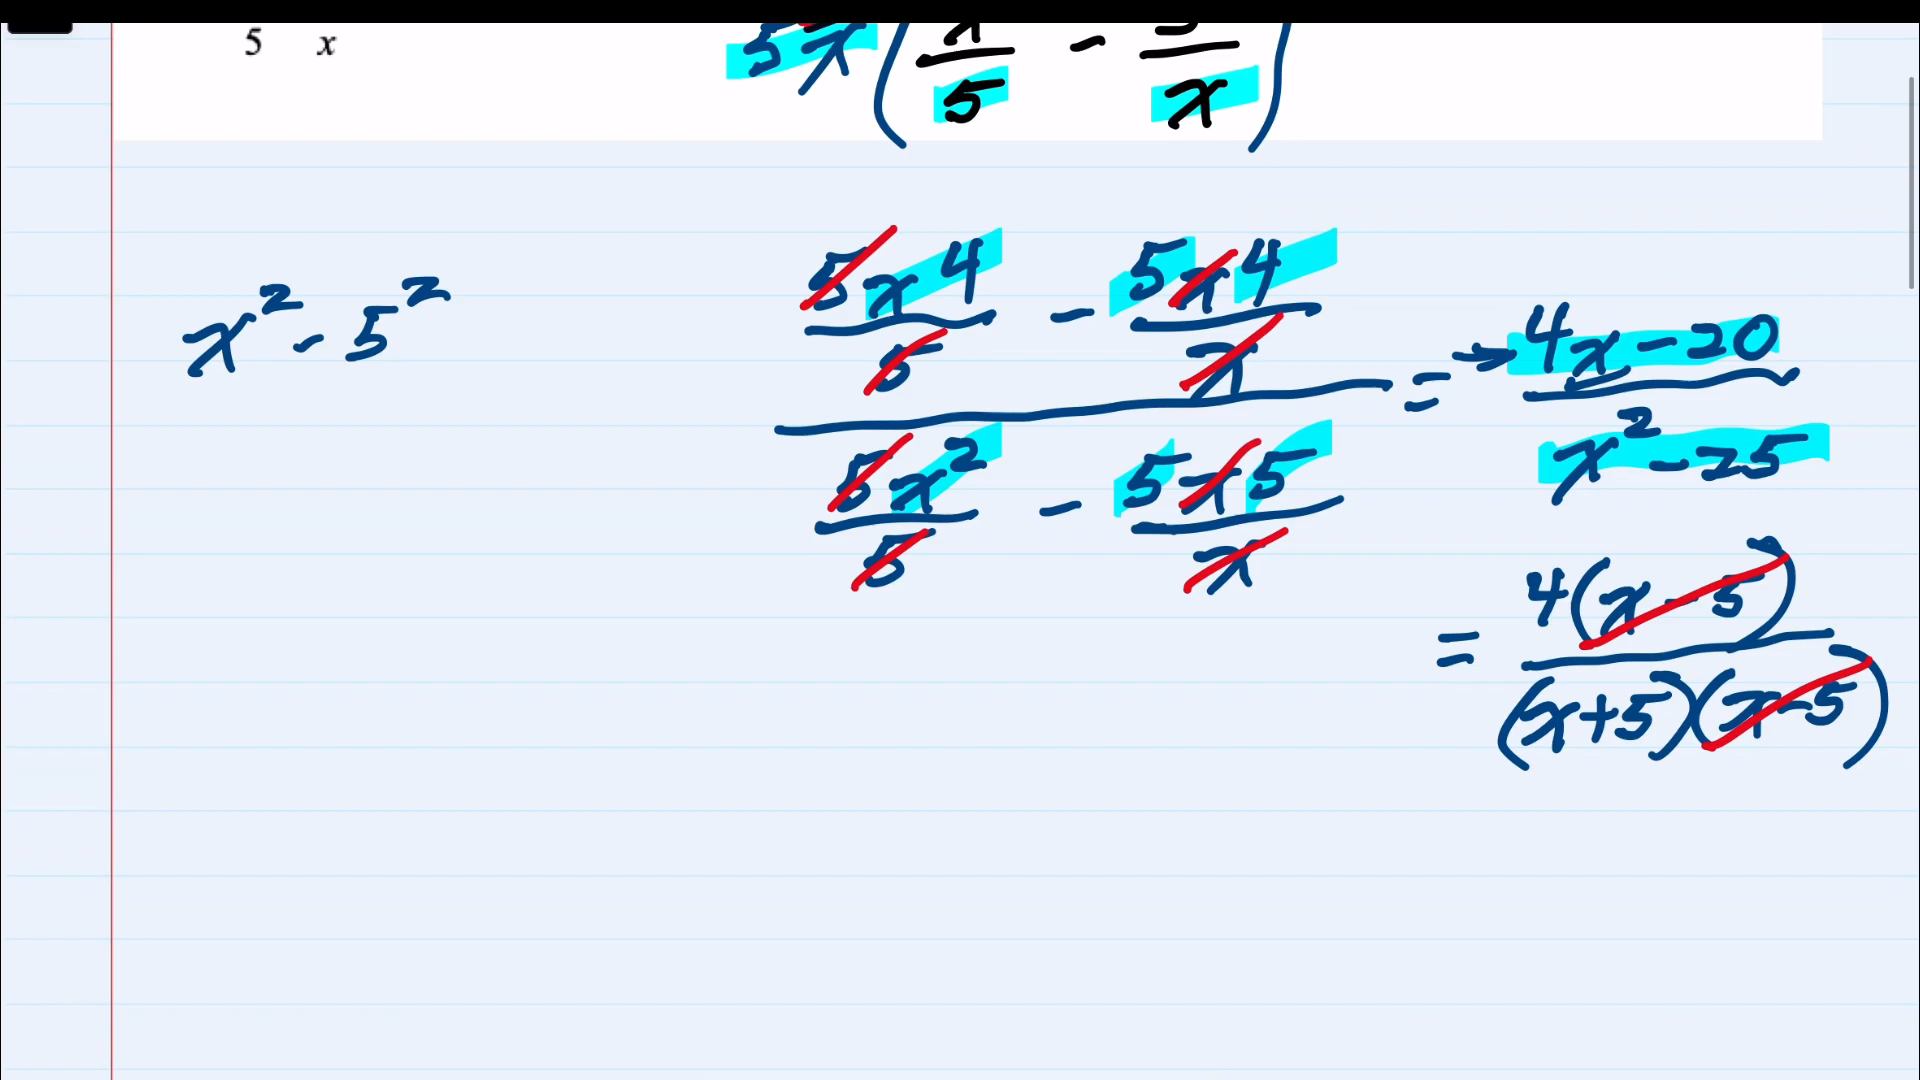 5 x
5x( x/5 - 5/x )
x² - 5²
(5x4/5 - 5x4/x) / (5x²/5 - 5x5/x) = → (4x - 20)/(x² - 25)
= 4(x - 5)/((x+5)(x-5))